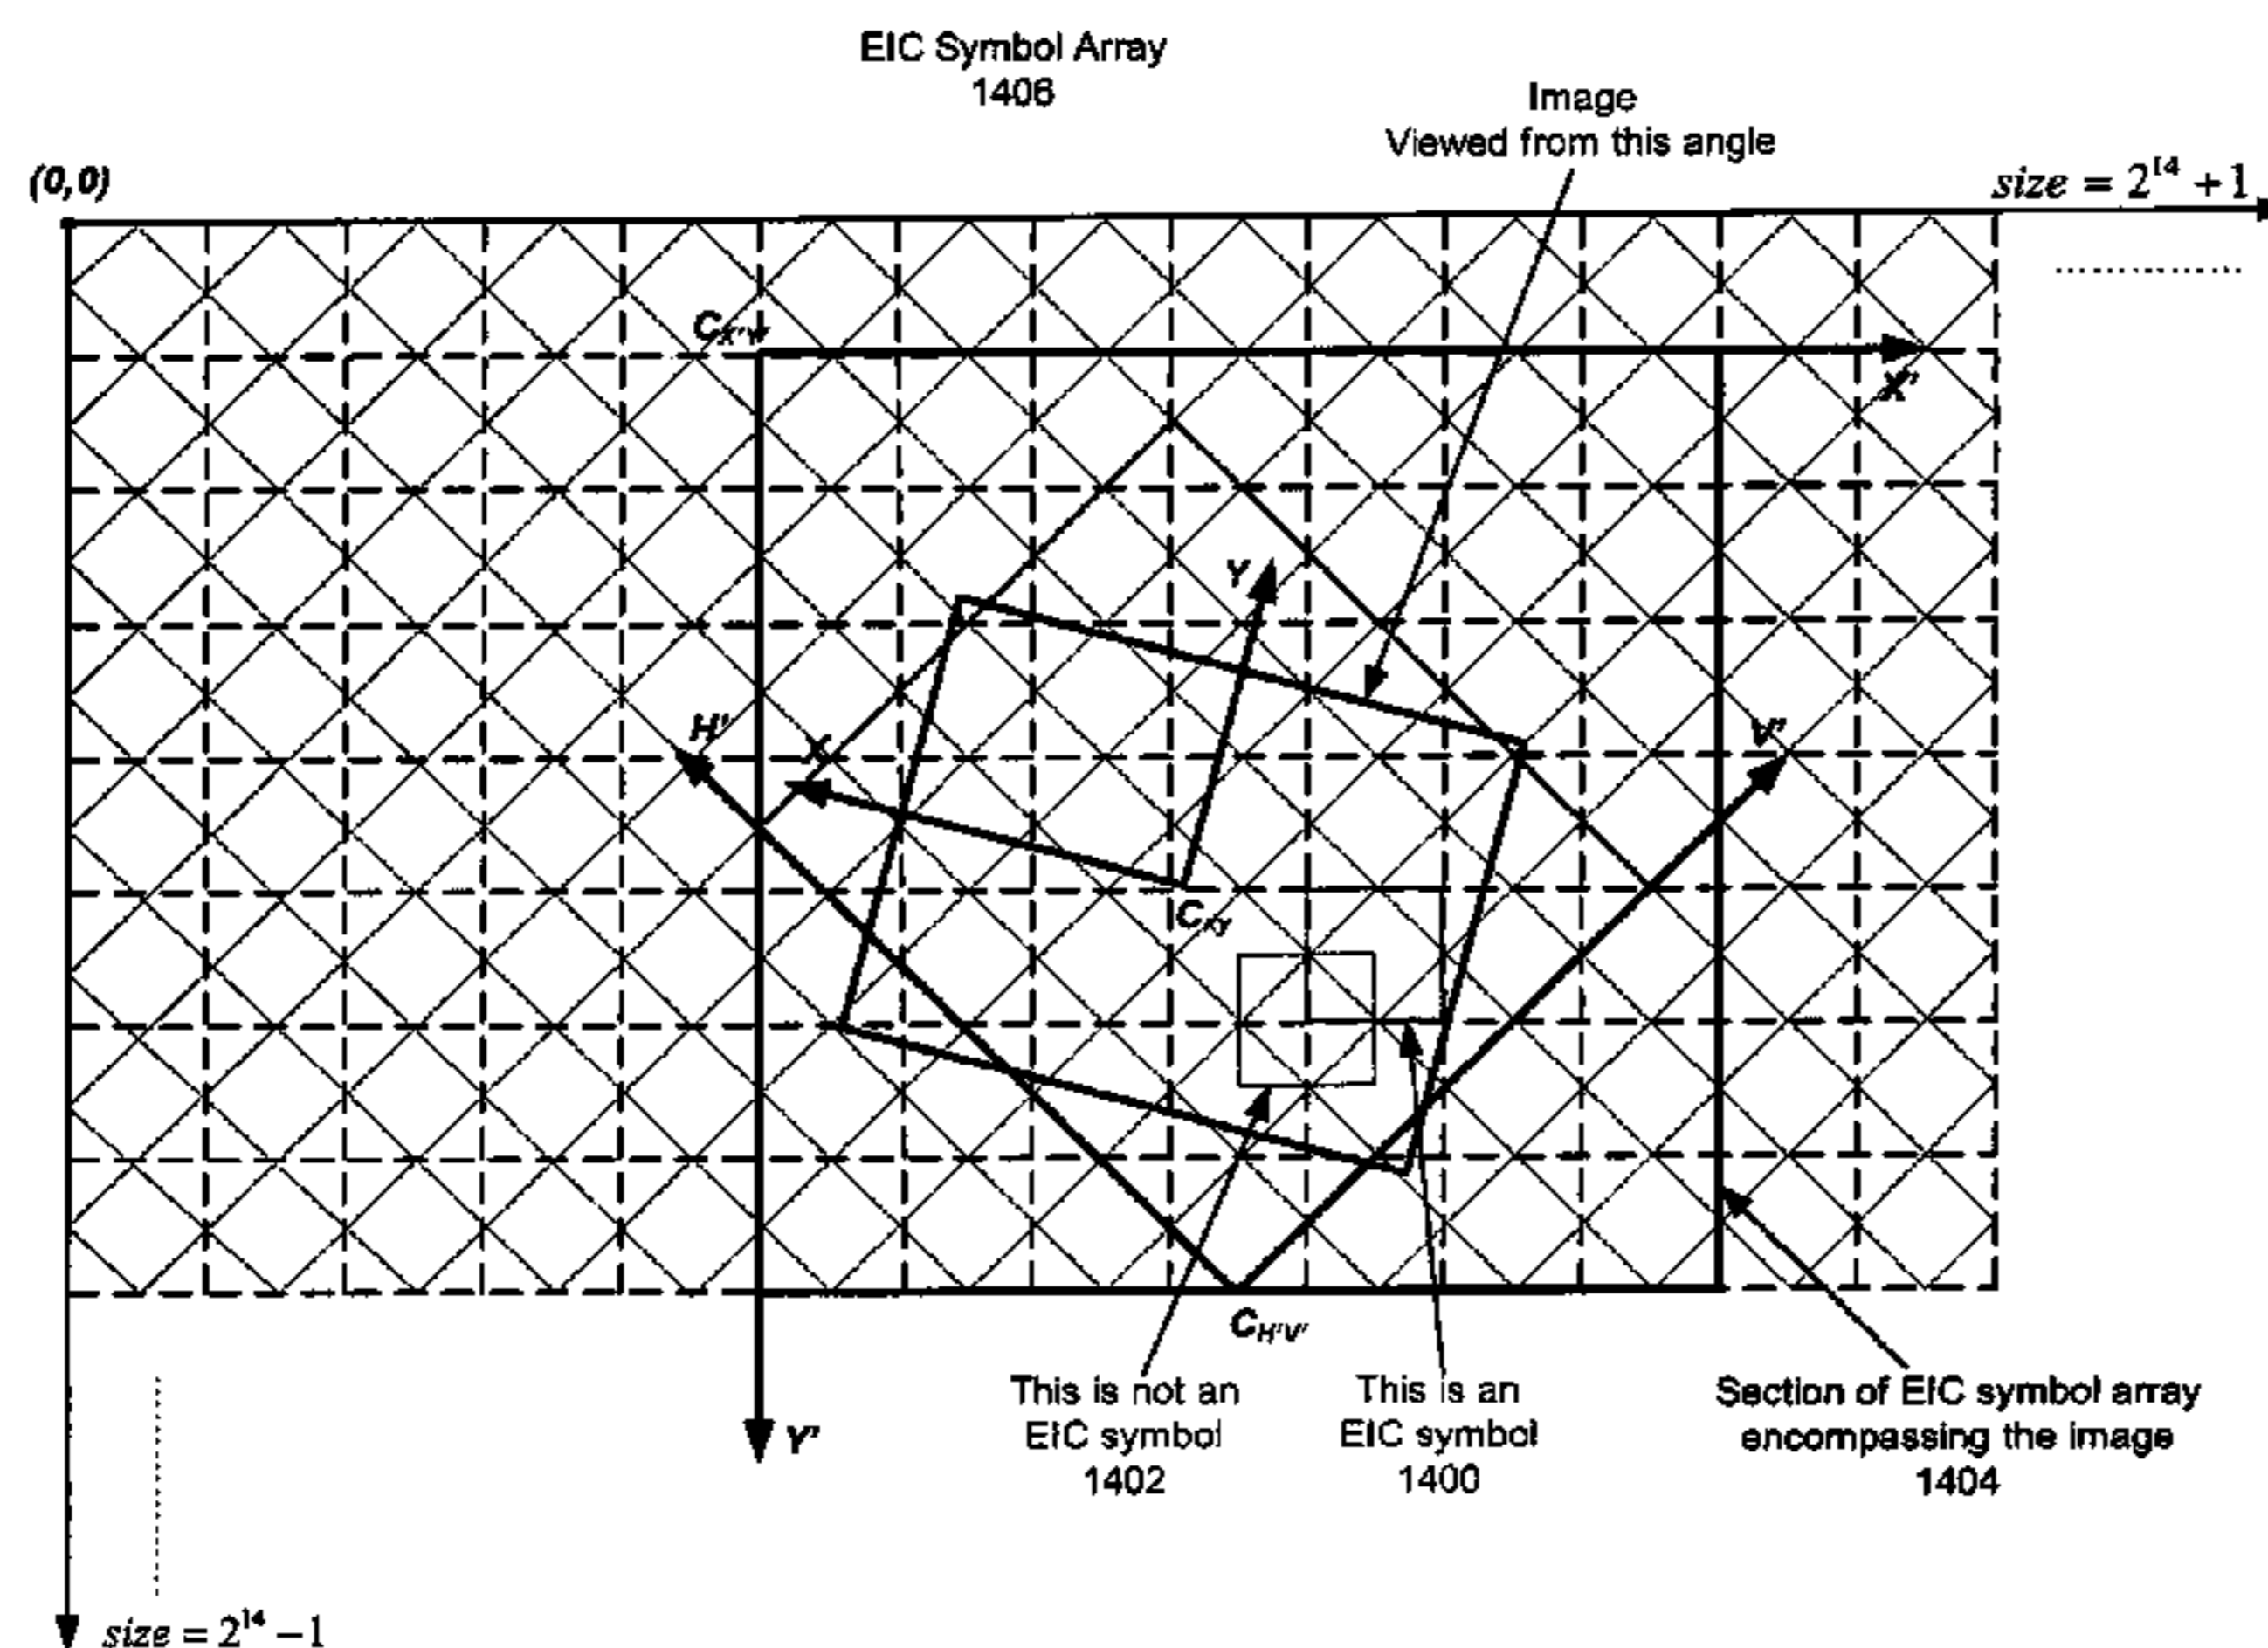 EIC Symbol Array
1406
Image
Viewed from this angle
(0,0)
size = 2^14 + 1
C_X'Y'
X'
Y
H'
X
V'
C_XY
C_H'V'
Y'
This is not an
EIC symbol
1402
This is an
EIC symbol
1400
Section of EIC symbol array
encompassing the image
1404
size = 2^14 − 1